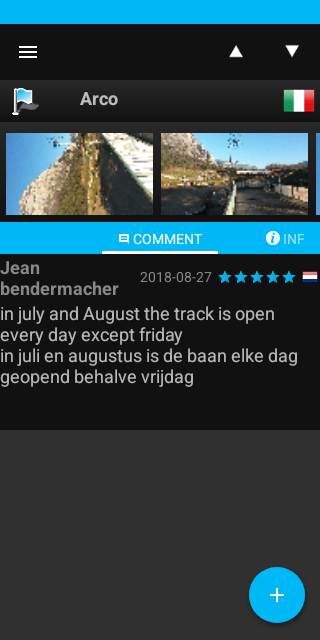 Arco
COMMENT
INF
Jean
bendermacher
2018-08-27
in july and August the track is open
every day except friday
in juli en augustus is de baan elke dag
geopend behalve vrijdag